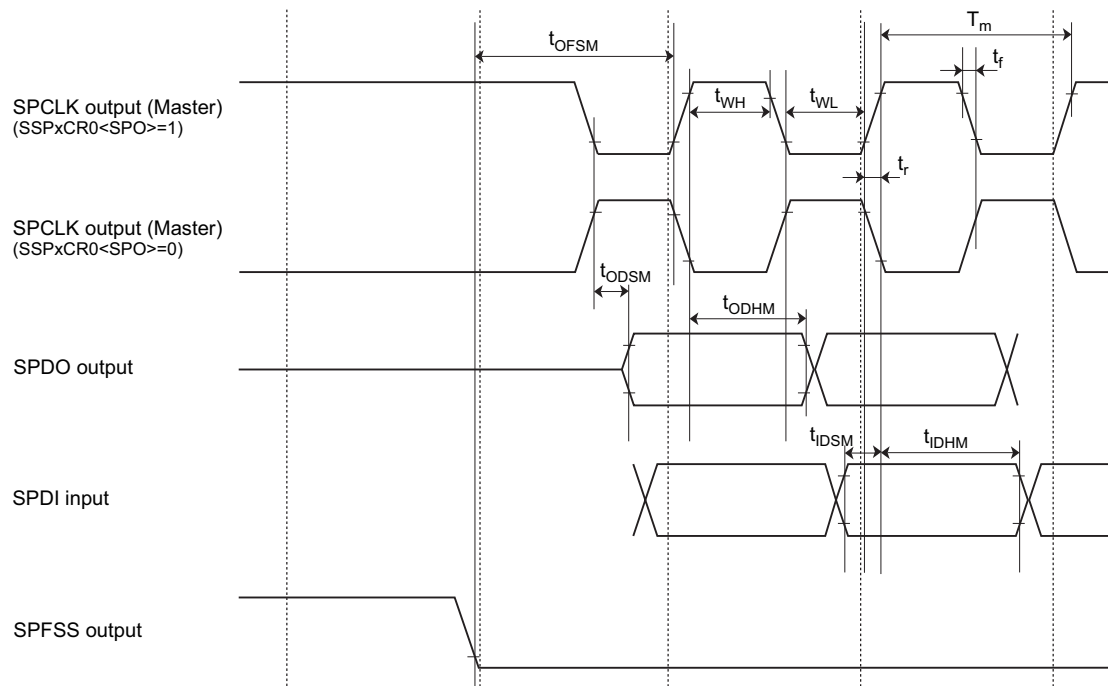 T_m
t_OFSM
t_f
SPCLK output (Master)
(SSPxCR0<SPO>=1)
t_WH
t_WL
t_r
SPCLK output (Master)
(SSPxCR0<SPO>=0)
t_ODSM
t_ODHM
SPDO output
t_IDSM
t_IDHM
SPDI input
SPFSS output